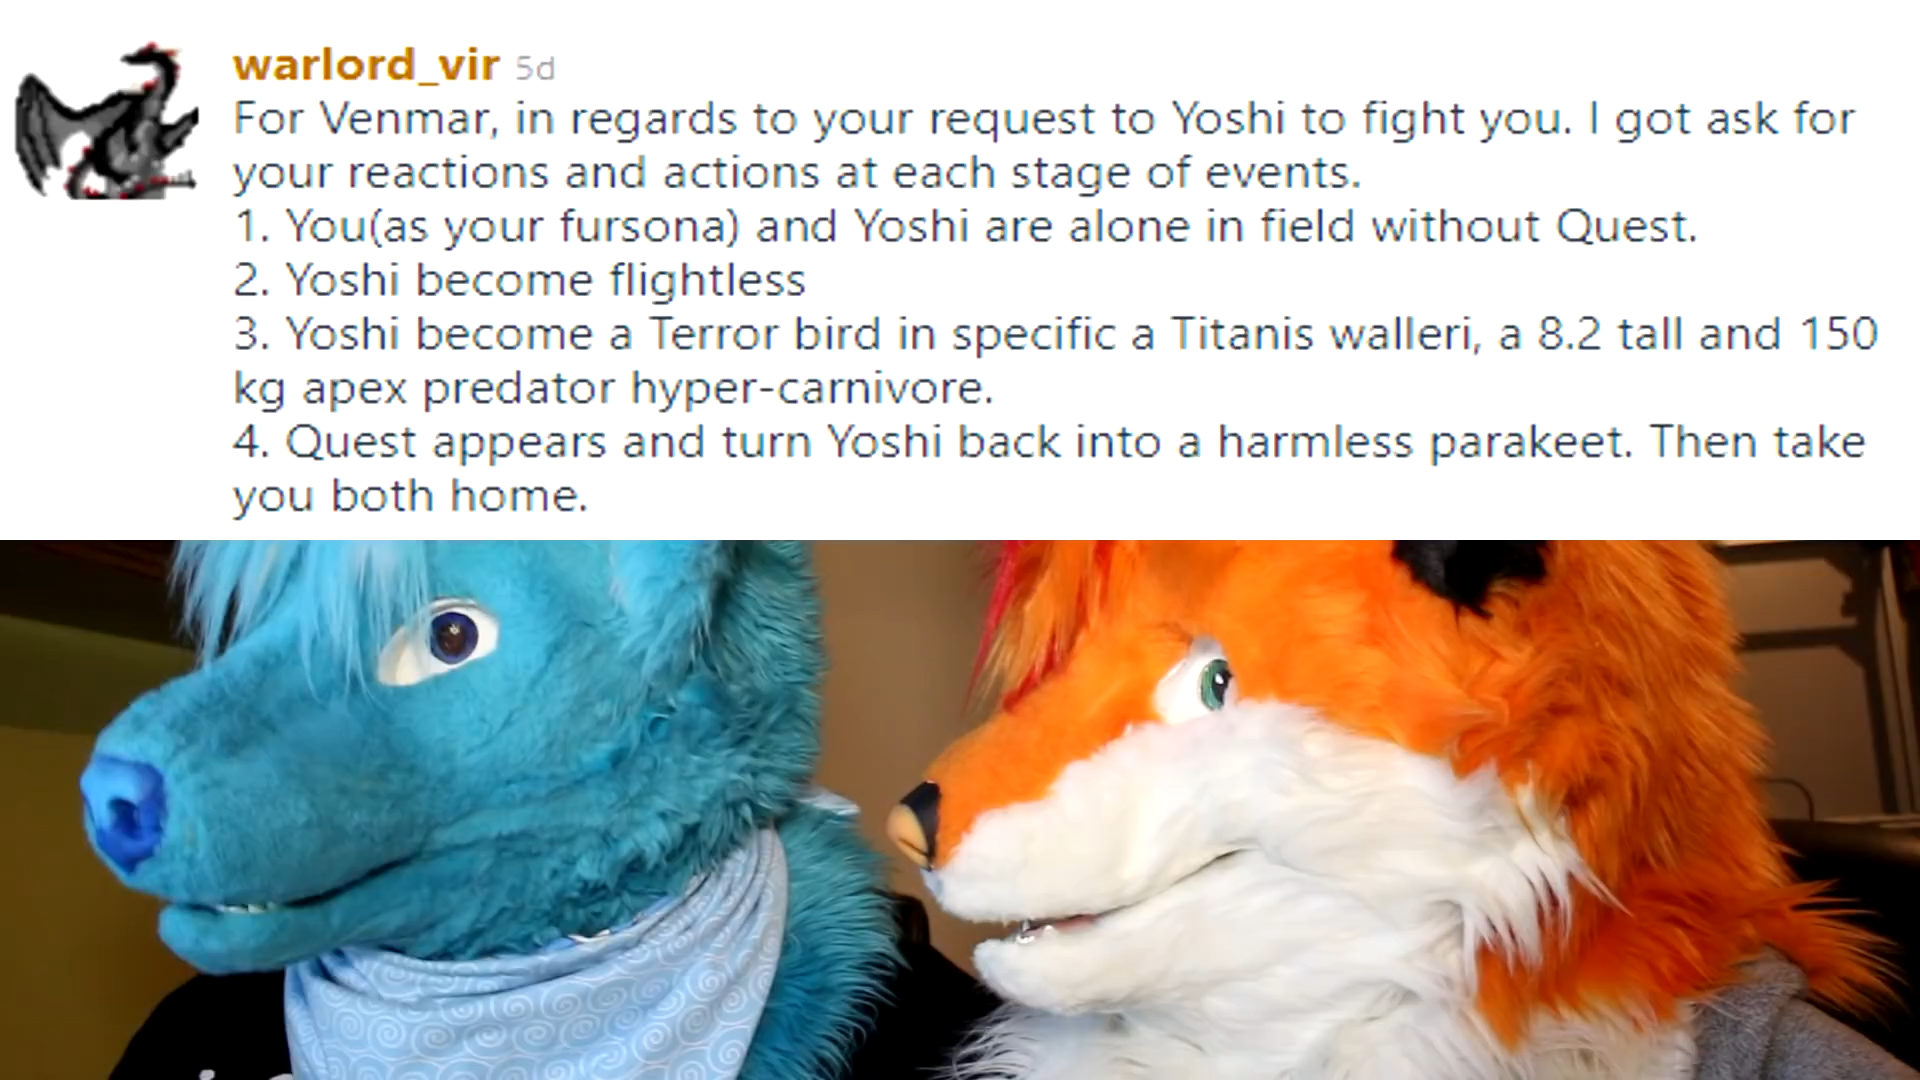 warlord_vir 5d
For Venmar, in regards to your request to Yoshi to fight you. I got ask for
your reactions and actions at each stage of events.
1. You(as your fursona) and Yoshi are alone in field without Quest.
2. Yoshi become flightless
3. Yoshi become a Terror bird in specific a Titanis walleri, a 8.2 tall and 150
kg apex predator hyper-carnivore.
4. Quest appears and turn Yoshi back into a harmless parakeet. Then take
you both home.